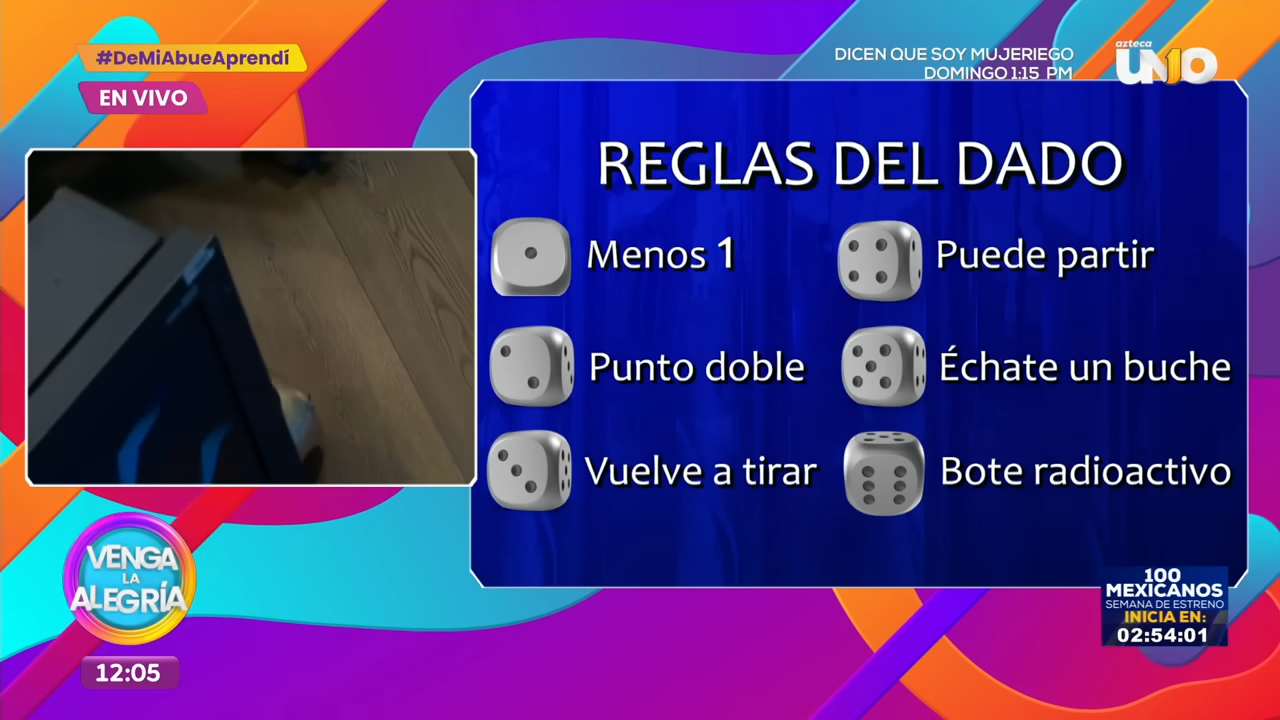 #DeMiAbueAprendí
EN VIVO
DICEN QUE SOY MUJERIEGO
DOMINGO 1:15 PM
azteca
UNO
REGLAS DEL DADO
Menos 1
Puede partir
Punto doble
Échate un buche
Vuelve a tirar
Bote radioactivo
VENGA
LA
ALEGRÍA
12:05
100
MEXICANOS
SEMANA DE ESTRENO
INICIA EN:
02:54:01